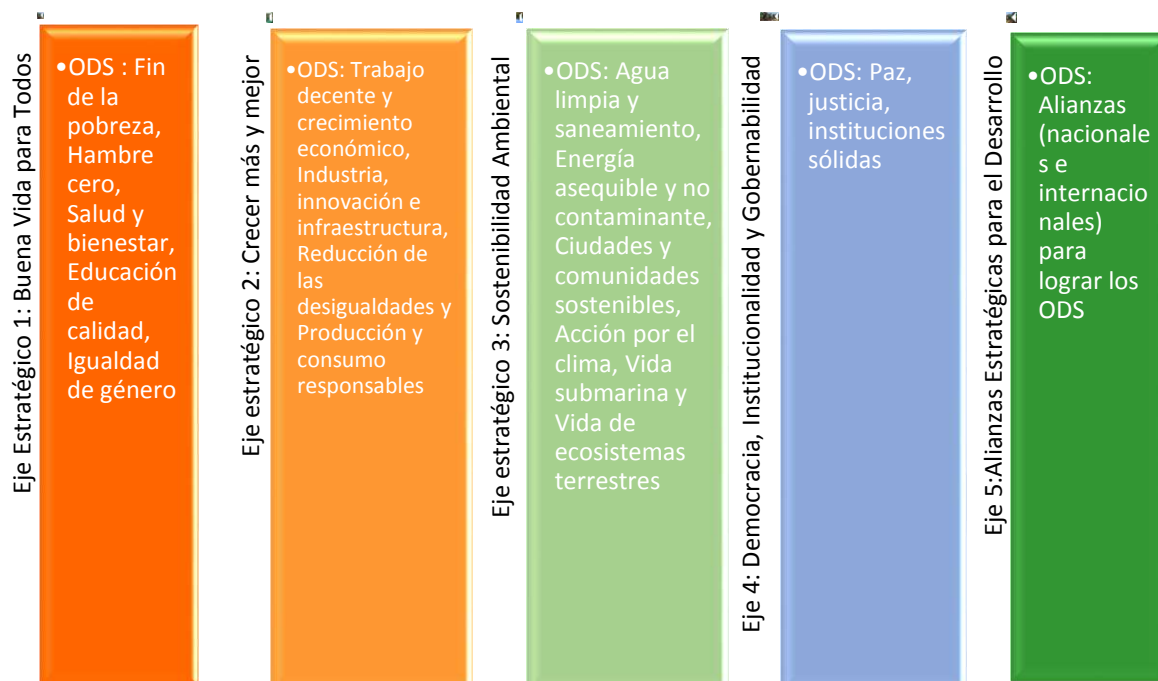 Eje Estratégico 1: Buena Vida para Todos
•ODS : Fin
de la
pobreza,
Hambre
cero,
Salud y
bienestar,
Educación
de
calidad,
Igualdad
de género
Eje estratégico 2: Crecer más y mejor
•ODS: Trabajo
decente y
crecimiento
económico,
Industria,
innovación e
infraestructura,
Reducción de
las
desigualdades y
Producción y
consumo
responsables
Eje estratégico 3: Sostenibilidad Ambiental
•ODS: Agua
limpia y
saneamiento,
Energía
asequible y no
contaminante,
Ciudades y
comunidades
sostenibles,
Acción por el
clima, Vida
submarina y
Vida de
ecosistemas
terrestres
Eje 4: Democracia, Institucionalidad y Gobernabilidad
•ODS: Paz,
justicia,
instituciones
sólidas
Eje 5:Alianzas Estratégicas para el Desarrollo
•ODS:
Alianzas
(nacionale
s e
internacio
nales)
para
lograr los
ODS